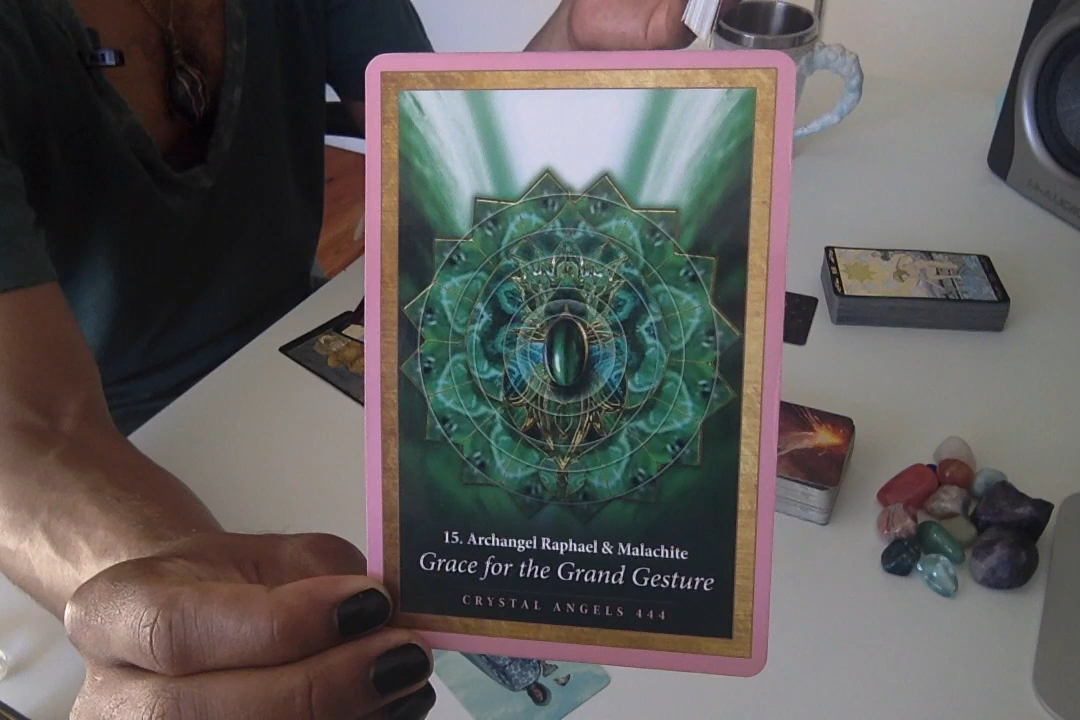 15. Archangel Raphael & Malachite
Grace for the Grand Gesture
CRYSTAL ANGELS 444